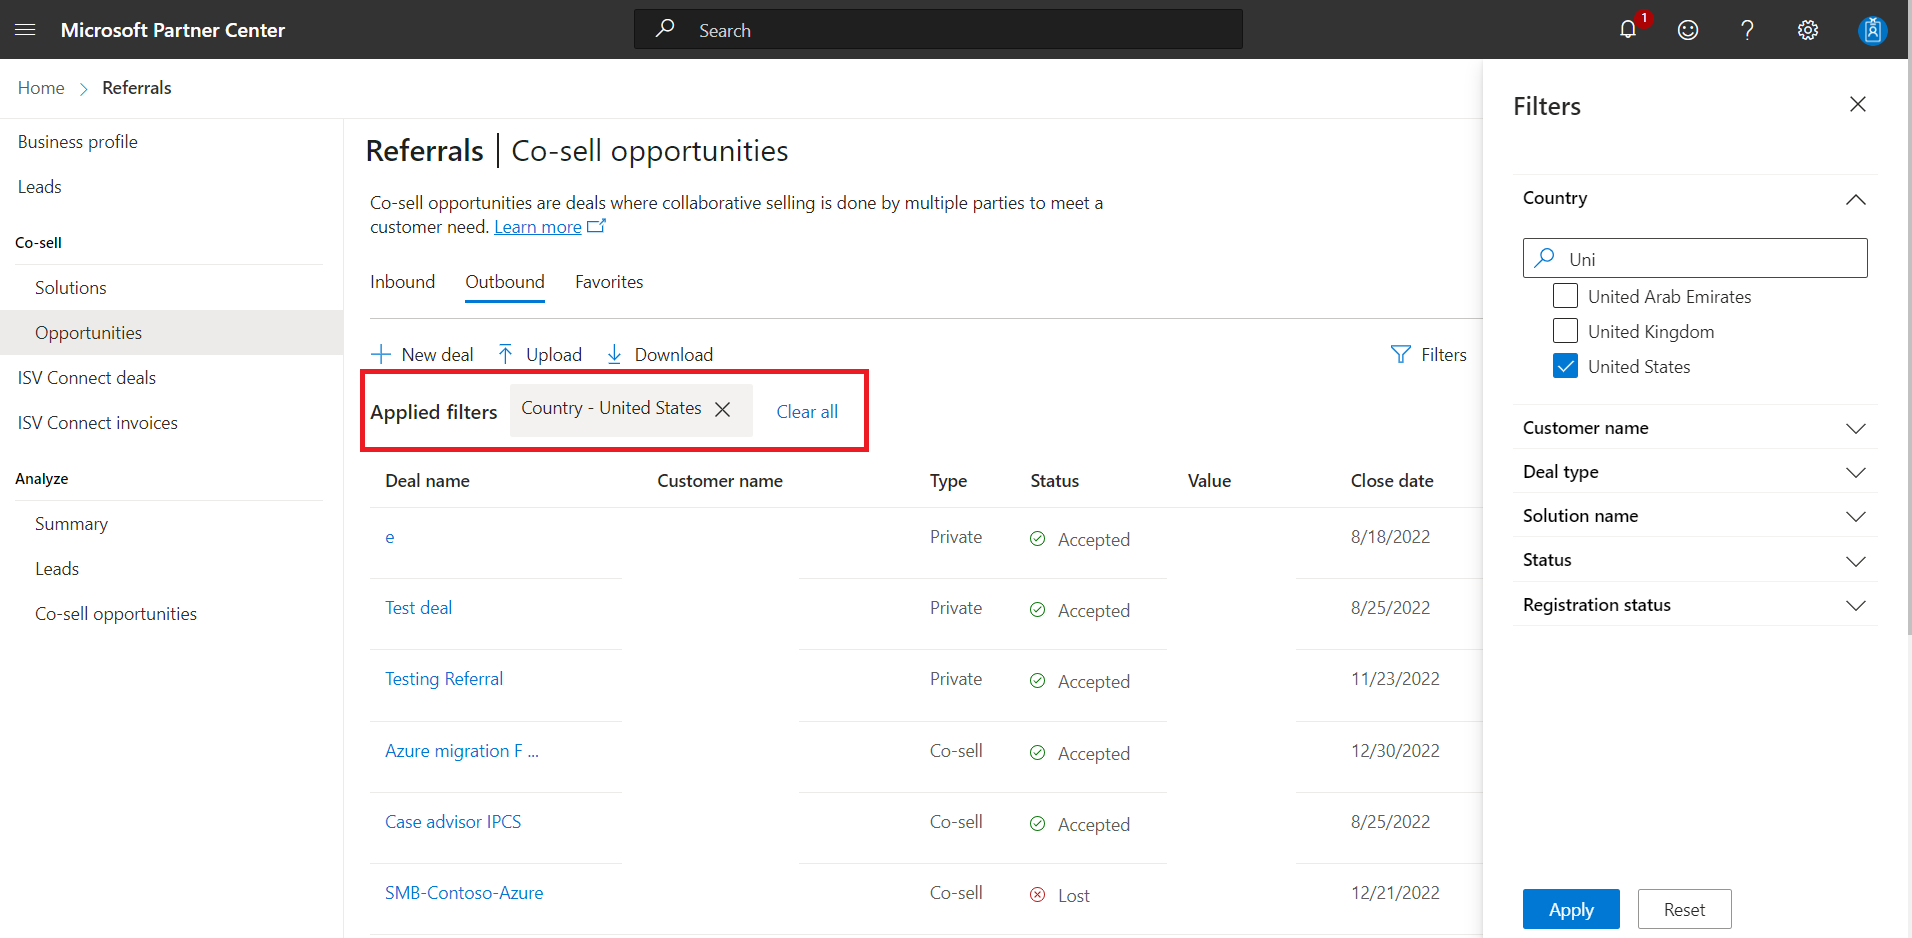 Microsoft Partner Center
Search
1
Home
Referrals
Business profile
Leads
Co-sell
Solutions
Opportunities
ISV Connect deals
ISV Connect invoices
Analyze
Summary
Leads
Co-sell opportunities
Referrals | Co-sell opportunities
Co-sell opportunities are deals where collaborative selling is done by multiple parties to meet a
customer need. Learn more
Inbound Outbound Favorites
New deal Upload Download Filters
Applied filters Country - United States Clear all
Deal name Customer name Type Status Value Close date
e Private Accepted 8/18/2022
Test deal Private Accepted 8/25/2022
Testing Referral Private Accepted 11/23/2022
Azure migration F ... Co-sell Accepted 12/30/2022
Case advisor IPCS Co-sell Accepted 8/25/2022
SMB-Contoso-Azure Co-sell Lost 12/21/2022
Filters
Country
Uni
United Arab Emirates
United Kingdom
United States
Customer name
Deal type
Solution name
Status
Registration status
Apply Reset